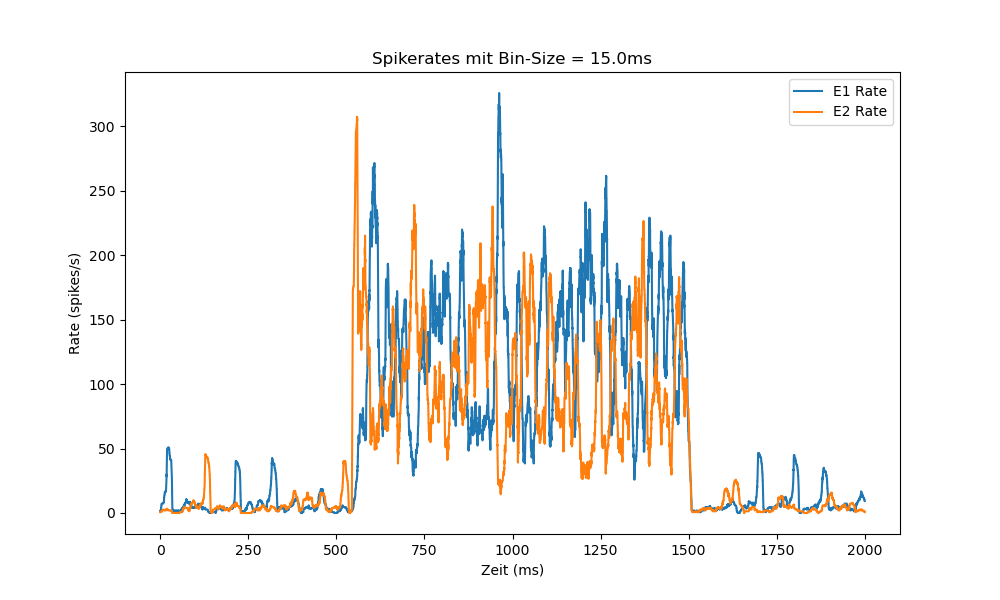 Spikerates mit Bin-Size = 15.0ms
E1 Rate
E2 Rate
Rate (spikes/s)
300
250
200
150
100
50
0
0 250 500 750 1000 1250 1500 1750 2000
Zeit (ms)